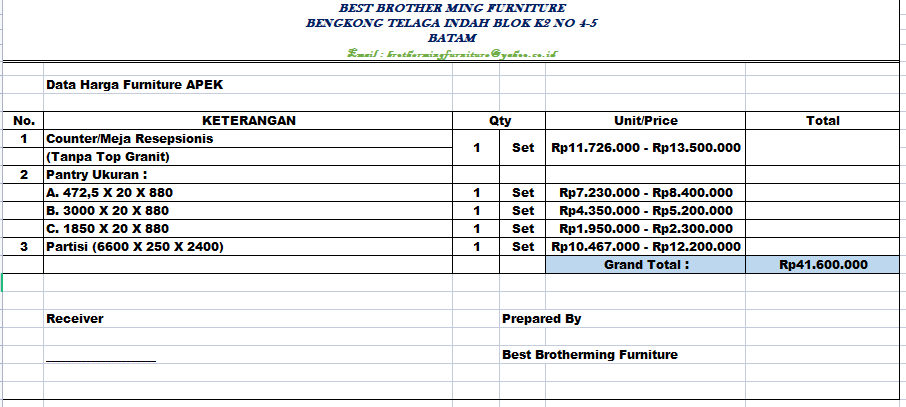 BEST BROTHER MING FURNITURE
BENGKONG TELAGA INDAH BLOK K2 NO 4-5
BATAM
Email : brothermingfurniture@yahoo.co.id
Data Harga Furniture APEK
No. KETERANGAN Qty Unit/Price Total
1 Counter/Meja Resepsionis 1 Set Rp11.726.000 - Rp13.500.000
(Tanpa Top Granit)
2 Pantry Ukuran :
A. 472,5 X 20 X 880 1 Set Rp7.230.000 - Rp8.400.000
B. 3000 X 20 X 880 1 Set Rp4.350.000 - Rp5.200.000
C. 1850 X 20 X 880 1 Set Rp1.950.000 - Rp2.300.000
3 Partisi (6600 X 250 X 2400) 1 Set Rp10.467.000 - Rp12.200.000
Grand Total : Rp41.600.000
Receiver Prepared By
Best Brotherming Furniture